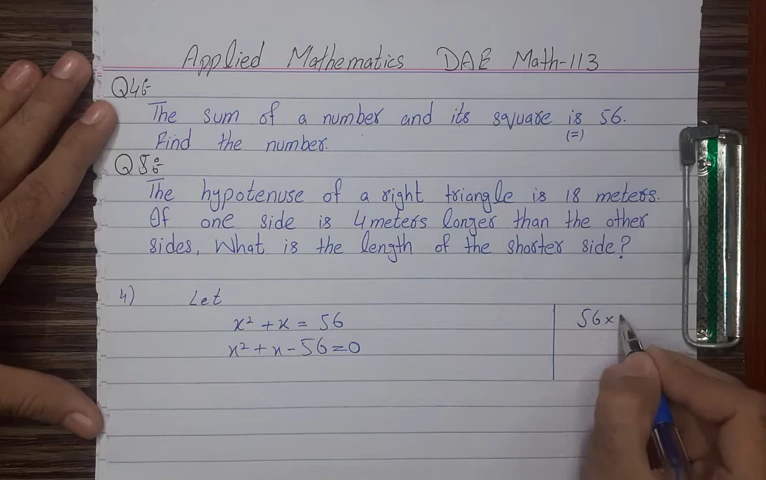 Applied Mathematics DAE Math-113
Q4:-
The sum of a number and its square is 56.
(=)
Find the number.
Q8:-
The hypotenuse of a right triangle is 18 meters.
If one side is 4 meters longer than the other
sides, What is the length of the shorter side?
4) Let
x² + x = 56
56x
x² + x - 56 = 0